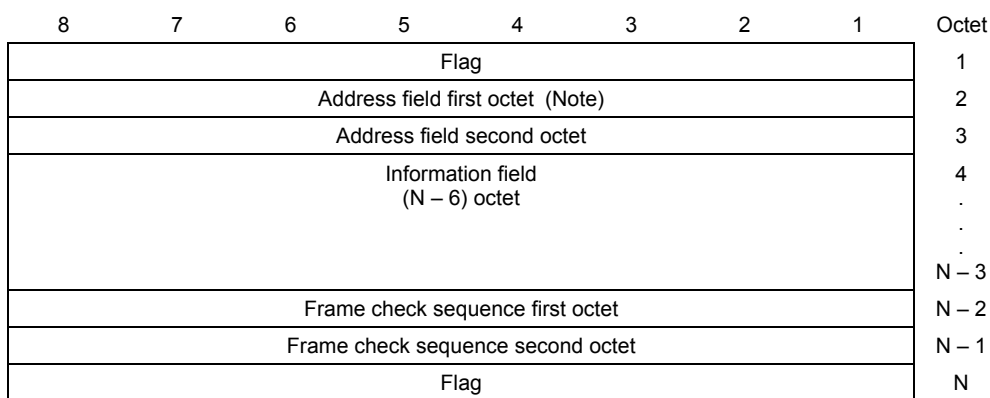 8 7 6 5 4 3 2 1 Octet
Flag 1
Address field first octet (Note) 2
Address field second octet 3
Information field 4
(N – 6) octet .
.
.
N – 3
Frame check sequence first octet N – 2
Frame check sequence second octet N – 1
Flag N